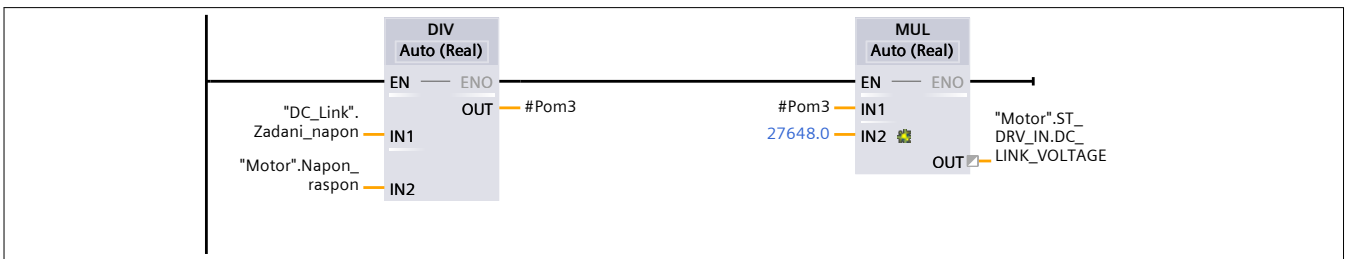 DIV
Auto (Real)
EN
ENO
"DC_Link".
Zadani_napon
IN1
OUT
#Pom3
"Motor".Napon_
raspon
IN2
MUL
Auto (Real)
EN
ENO
#Pom3
IN1
27648.0
IN2
OUT
"Motor".ST_
DRV_IN.DC_
LINK_VOLTAGE